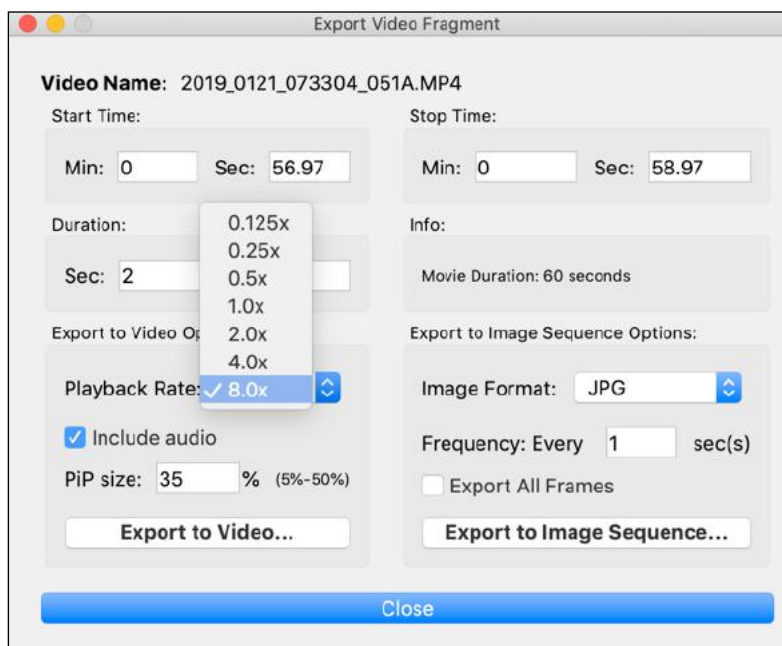 Export Video Fragment
Video Name: 2019_0121_073304_051A.MP4
Start Time:
Min: 0 Sec: 56.97
Stop Time:
Min: 0 Sec: 58.97
Duration:
Sec: 2
Info:
Movie Duration: 60 seconds
Export to Video Op
Playback Rate:
0.125x
0.25x
0.5x
1.0x
2.0x
4.0x
✓ 8.0x
Include audio
PiP size: 35 % (5%-50%)
Export to Video...
Export to Image Sequence Options:
Image Format: JPG
Frequency: Every 1 sec(s)
Export All Frames
Export to Image Sequence...
Close